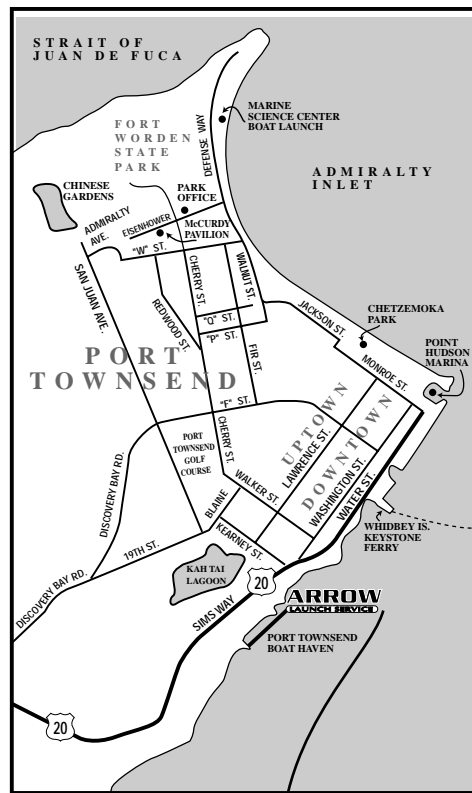 STRAIT OF
JUAN DE FUCA
MARINE
SCIENCE CENTER
BOAT LAUNCH
FORT
WORDEN
STATE
PARK
DEFENSE WAY
ADMIRALTY
INLET
CHINESE
GARDENS
PARK
OFFICE
ADMIRALTY
AVE.
EISENHOWER
McCURDY
PAVILION
"W" ST.
SAN JUAN AVE.
REDWOOD ST.
CHERRY ST.
WALNUT ST.
"Q" ST.
"P" ST.
JACKSON ST.
CHETZEMOKA
PARK
POINT
HUDSON
MARINA
MONROE ST.
PORT
TOWNSEND
FIR ST.
"F" ST.
UPTOWN
LAWRENCE ST.
DOWNTOWN
WASHINGTON ST.
WATER ST.
PORT
TOWNSEND
GOLF
COURSE
CHERRY ST.
WALKER ST.
DISCOVERY BAY RD.
BLAINE
KEARNEY ST.
19TH ST.
WHIDBEY IS.
KEYSTONE
FERRY
KAH TAI
LAGOON
20
DISCOVERY BAY RD.
SIMS WAY
ARROW
LAUNCH SERVICE
PORT TOWNSEND
BOAT HAVEN
20